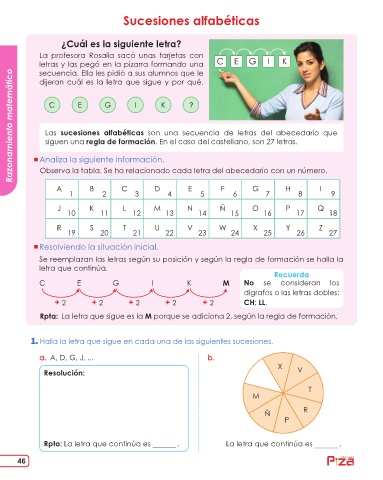 Sucesiones alfabéticas
¿Cuál es la siguiente letra?
La profesora Rosalía sacó unas tarjetas con
letras y las pegó en la pizarra formando una
secuencia. Ella les pidió a sus alumnos que le
dijeran cuál es la letra que sigue y por qué.
C E G I K
C E G I K ?
Razonamiento matemático
Las sucesiones alfabéticas son una secuencia de letras del abecedario que
siguen una regla de formación. En el caso del castellano, son 27 letras.
Analiza la siguiente información.
Observa la tabla. Se ha relacionado cada letra del abecedario con un número.
A 1 B 2 C 3 D 4 E 5 F 6 G 7 H 8 I 9
J 10 K 11 L 12 M 13 N 14 Ñ 15 O 16 P 17 Q 18
R 19 S 20 T 21 U 22 V 23 W 24 X 25 Y 26 Z 27
Resolviendo la situación inicial.
Se reemplazan las letras según su posición y según la regla de formación se halla la
letra que continúa.
C E G I K M
+ 2 + 2 + 2 + 2 + 2
Recuerda
No se consideran los
dígrafos o las letras dobles:
CH; LL.
Rpta: La letra que sigue es la M porque se adiciona 2, según la regla de formación.
1. Halla la letra que sigue en cada una de las siguientes sucesiones.
a. A, D, G, J, ...
Resolución:
Rpta: La letra que continúa es ______ .
b.
X
V
T
R
P
Ñ
M
La letra que continúa es ______.
46